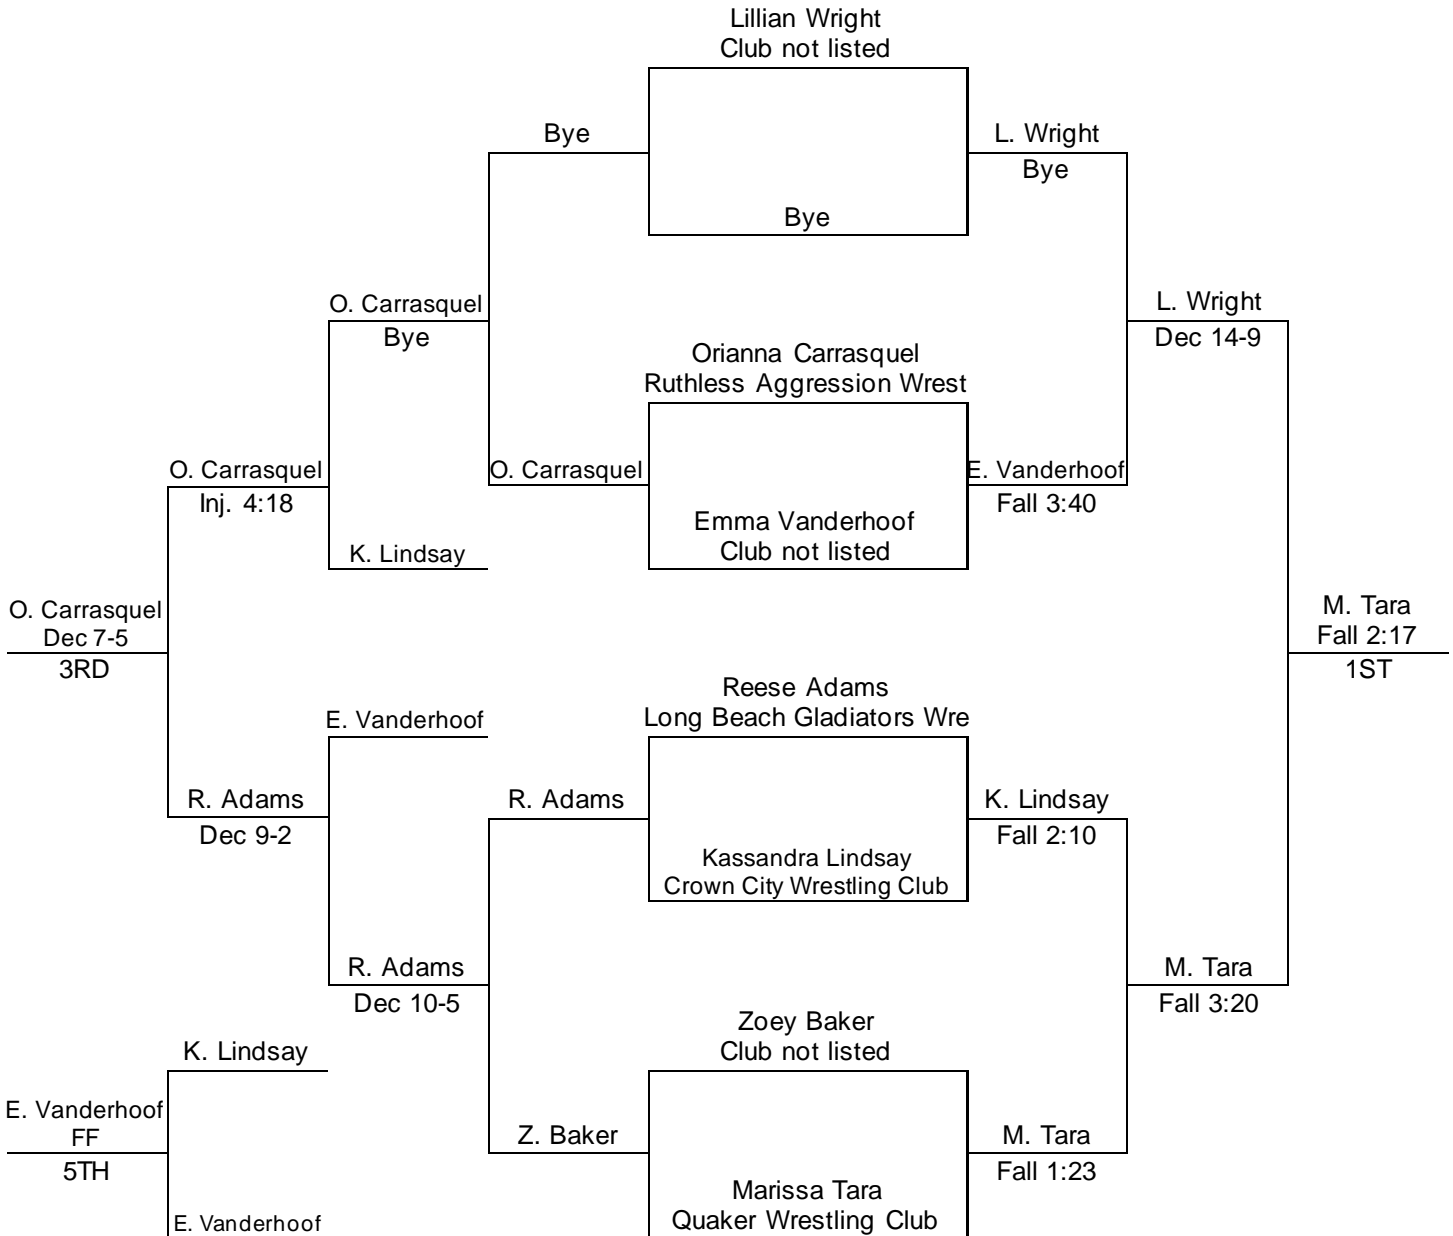 Lillian Wright
Club not listed
Bye
L. Wright
Bye
Bye
O. Carrasquel
Bye
L. Wright
Dec 14-9
Orianna Carrasquel
Ruthless Aggression Wrest
O. Carrasquel
Inj. 4:18
O. Carrasquel
E. Vanderhoof
Fall 3:40
Emma Vanderhoof
Club not listed
K. Lindsay
O. Carrasquel
Dec 7-5
3RD
M. Tara
Fall 2:17
1ST
Reese Adams
Long Beach Gladiators Wre
E. Vanderhoof
R. Adams
Dec 9-2
R. Adams
K. Lindsay
Fall 2:10
Kassandra Lindsay
Crown City Wrestling Club
R. Adams
Dec 10-5
M. Tara
Fall 3:20
Zoey Baker
Club not listed
K. Lindsay
E. Vanderhoof
FF
5TH
Z. Baker
M. Tara
Fall 1:23
Marissa Tara
Quaker Wrestling Club
E. Vanderhoof